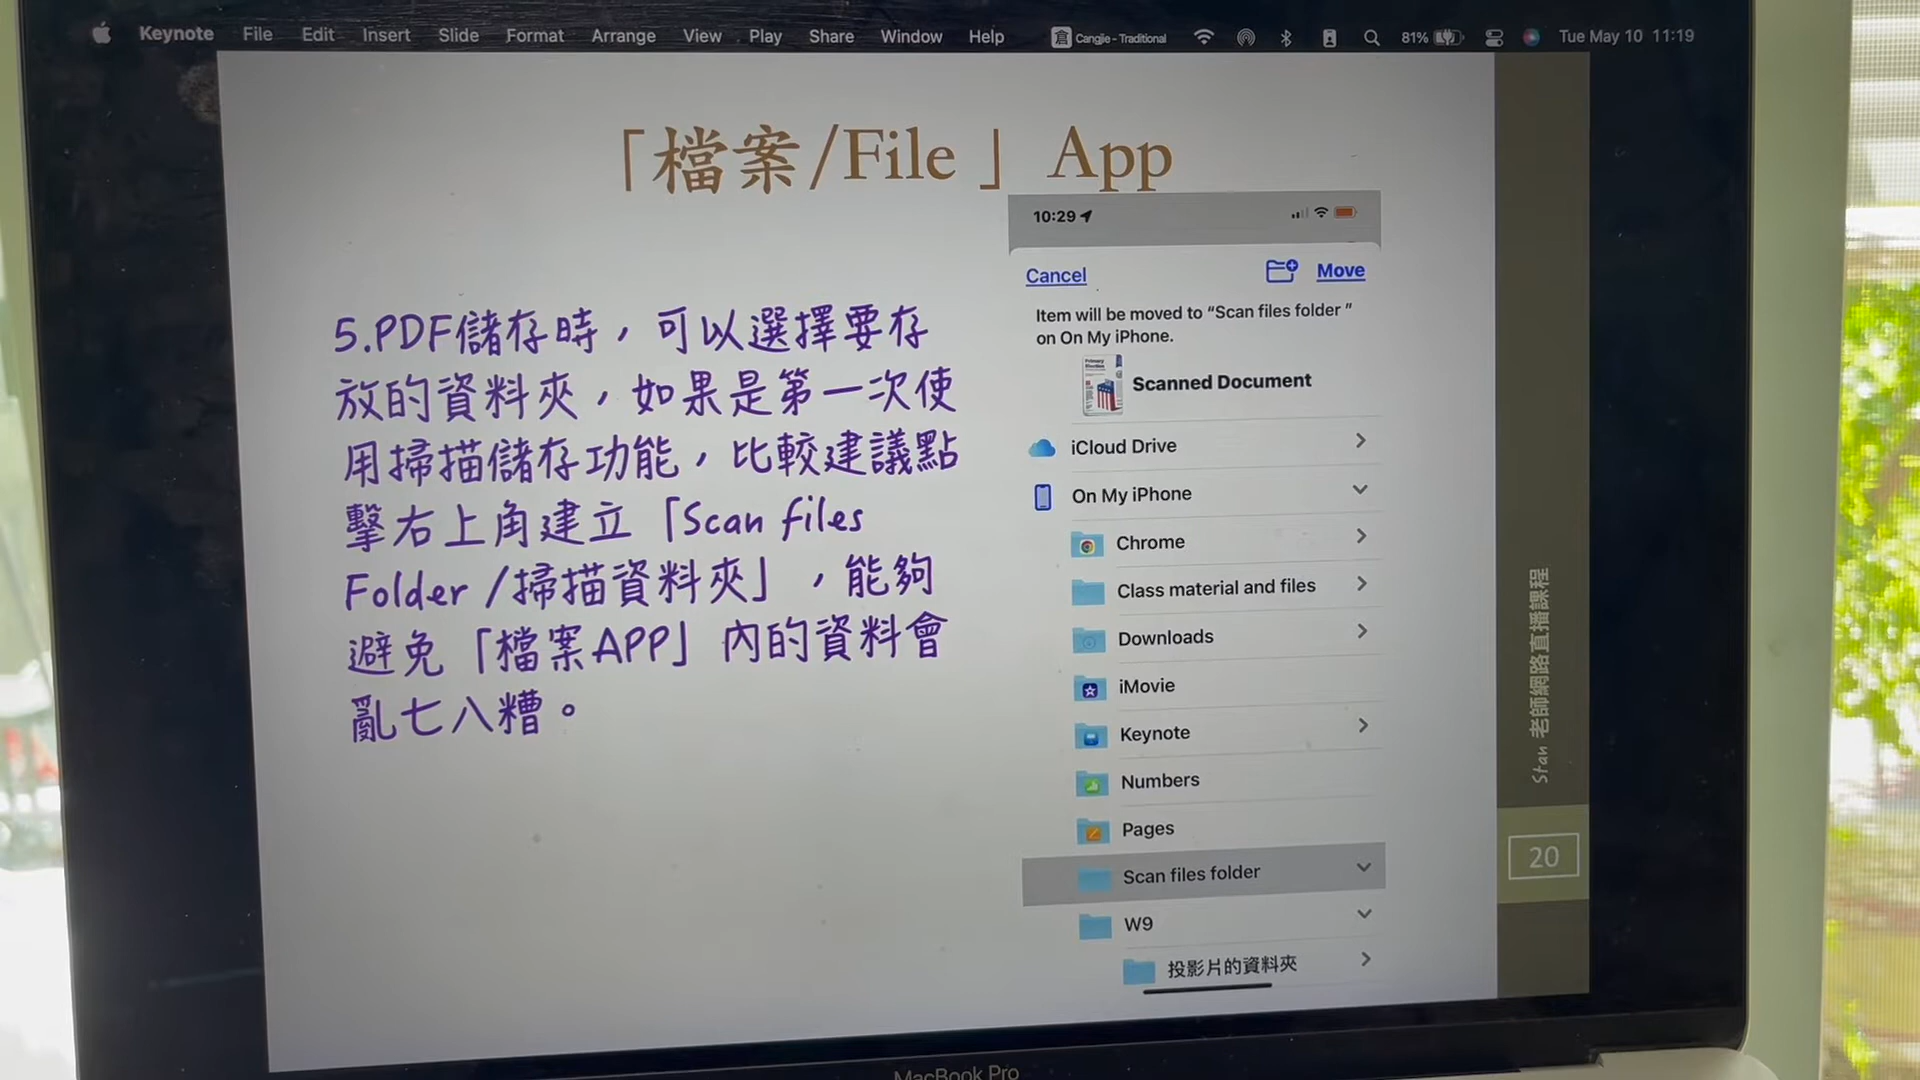 Keynote File Edit Insert Slide Format Arrange View Play Share Window Help 倉 Cangjie - Traditional 81% Tue May 10 11:19
「檔案/File 」 App
5.PDF儲存時，可以選擇要存
放的資料夾，如果是第一次使
用掃描儲存功能，比較建議點
擊右上角建立「Scan files
Folder /掃描資料夾」，能夠
避免「檔案APP」內的資料會
亂七八糟。
10:29
Cancel Move
Item will be moved to “Scan files folder ”
on On My iPhone.
Primary
Election
Scanned Document
iCloud Drive
On My iPhone
Chrome
Class material and files
Downloads
iMovie
Keynote
Numbers
Pages
Scan files folder
W9
投影片的資料夾
Stan 老師網路直播課程
20
MacBook Pro